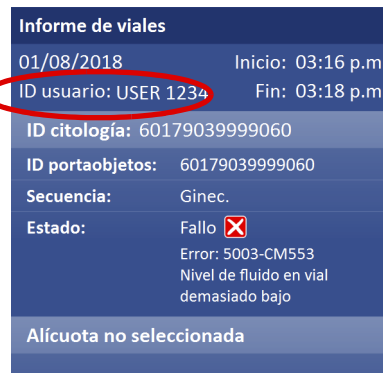 Informe de viales
01/08/2018 Inicio: 03:16 p.m
ID usuario: USER 1234 Fin: 03:18 p.m
ID citología: 60179039999060
ID portaobjetos: 60179039999060
Secuencia: Ginec.
Estado: Fallo
Error: 5003-CM553
Nivel de fluido en vial
demasiado bajo
Alícuota no seleccionada